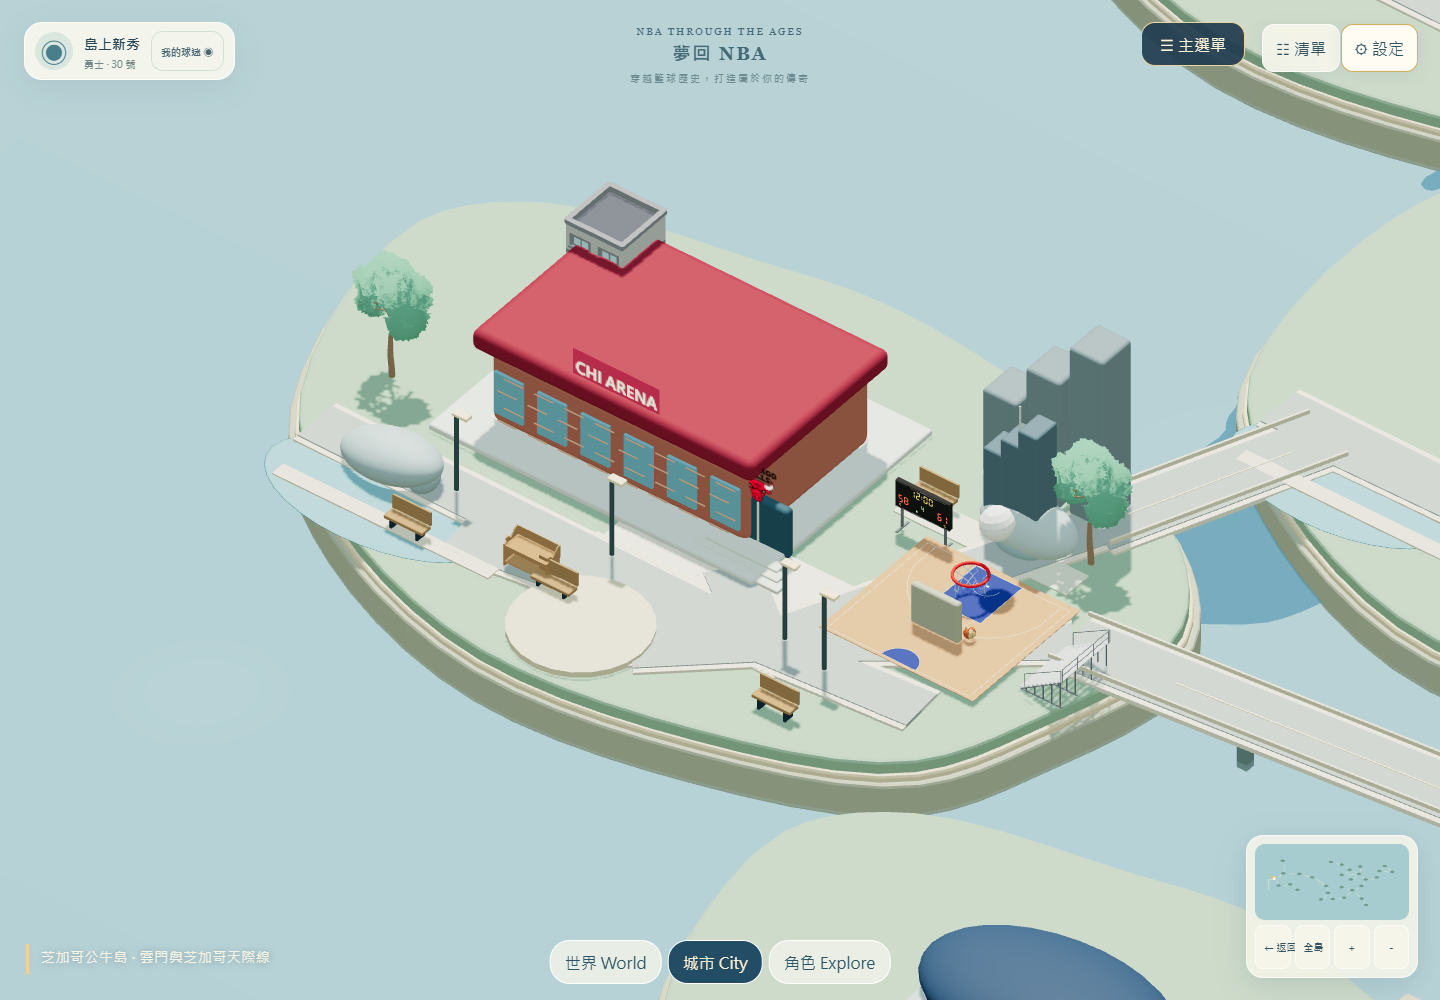 島上新秀
勇士 · 30 號
我的球迷 ◉
NBA THROUGH THE AGES
夢回 NBA
穿越籃球歷史，打造屬於你的傳奇
☰ 主選單
☷ 清單
⚙ 設定
CHI ARENA
12:00
58
4
61
芝加哥公牛島 · 雲門與芝加哥天際線
世界 World
城市 City
角色 Explore
← 返回
全島
+
-